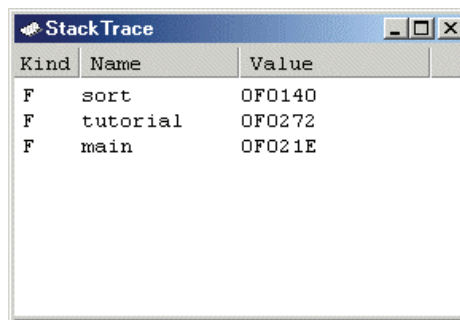 StackTrace
Kind Name Value
F sort 0F0140
F tutorial 0F0272
F main 0F021E